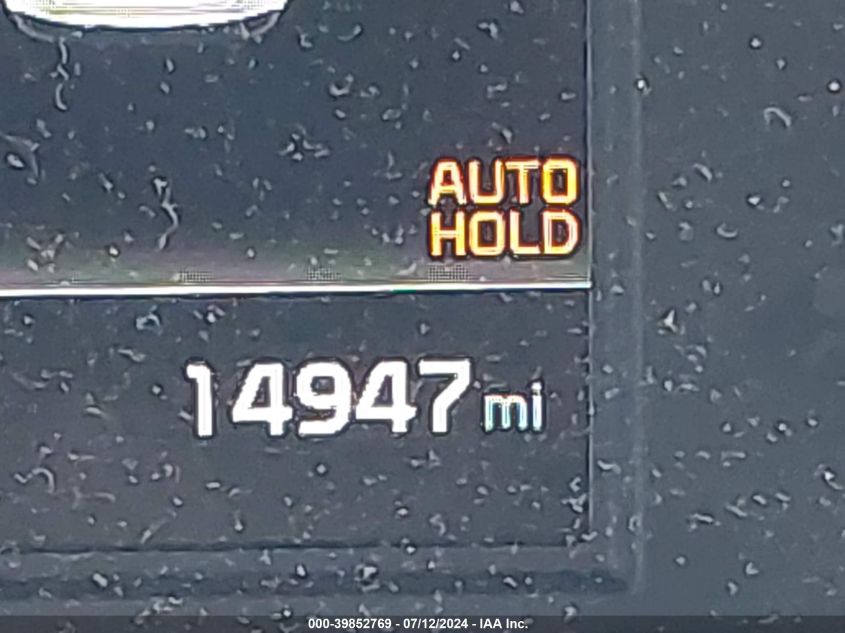 AUTO
HOLD
14947 mi
000-39852769 - 07/12/2024 - IAA Inc.